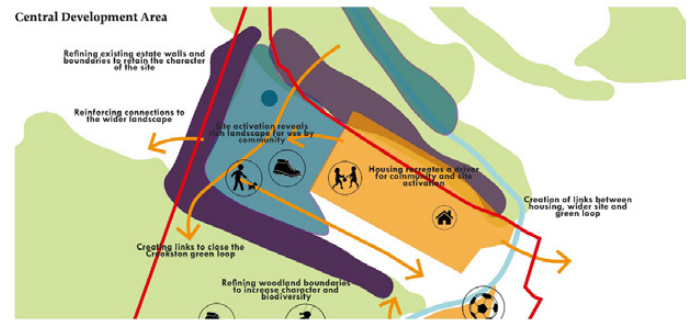 Central Development Area
Refining existing estate walls and
boundaries to retain the character
of the site
Reinforcing connections to
the wider landscape
Site activation reveals
rich landscape for use by
community
Housing recreates a driver
for community and site
activation
Creation of links between
housing, wider site and
green loop
Creating links to close the
Crookston green loop
Refining woodland boundaries
to increase character and
biodiversity